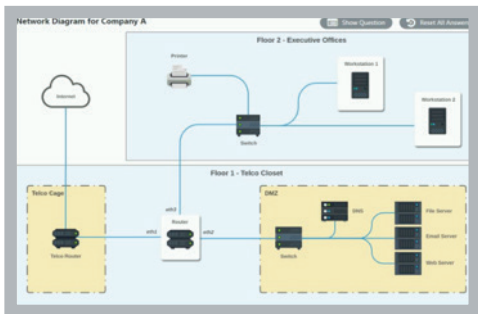 Network Diagram for Company A
Show Question
Reset All Answers
Floor 2 - Executive Offices
Printer
Workstation 1
Internet
Workstation 2
Switch
Floor 1 - Telco Closet
Telco Cage
DMZ
eth3
Router
DNS
File Server
eth1
eth2
Email Server
Telco Router
Switch
Web Server